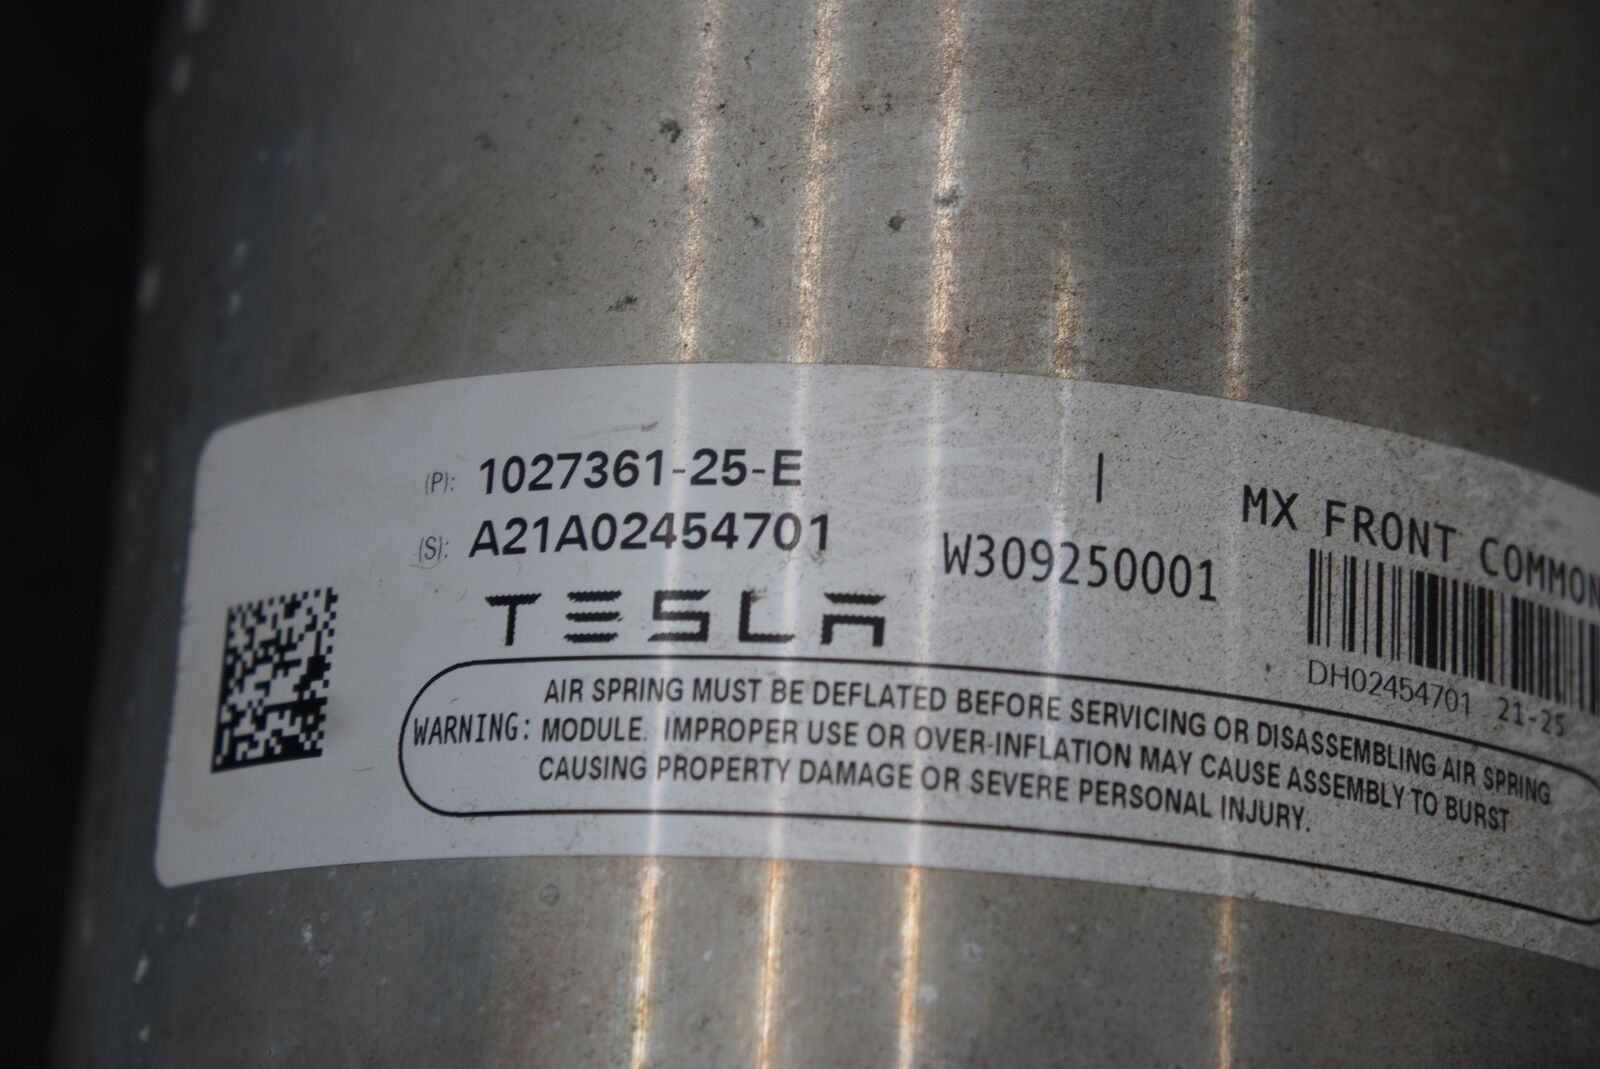 (P): 1027361-25-E
(S): A21A02454701
TESLA
|
W309250001
MX FRONT COMMON
DH02454701 21-25
WARNING: AIR SPRING MUST BE DEFLATED BEFORE SERVICING OR DISASSEMBLING AIR SPRING
MODULE. IMPROPER USE OR OVER-INFLATION MAY CAUSE ASSEMBLY TO BURST
CAUSING PROPERTY DAMAGE OR SEVERE PERSONAL INJURY.